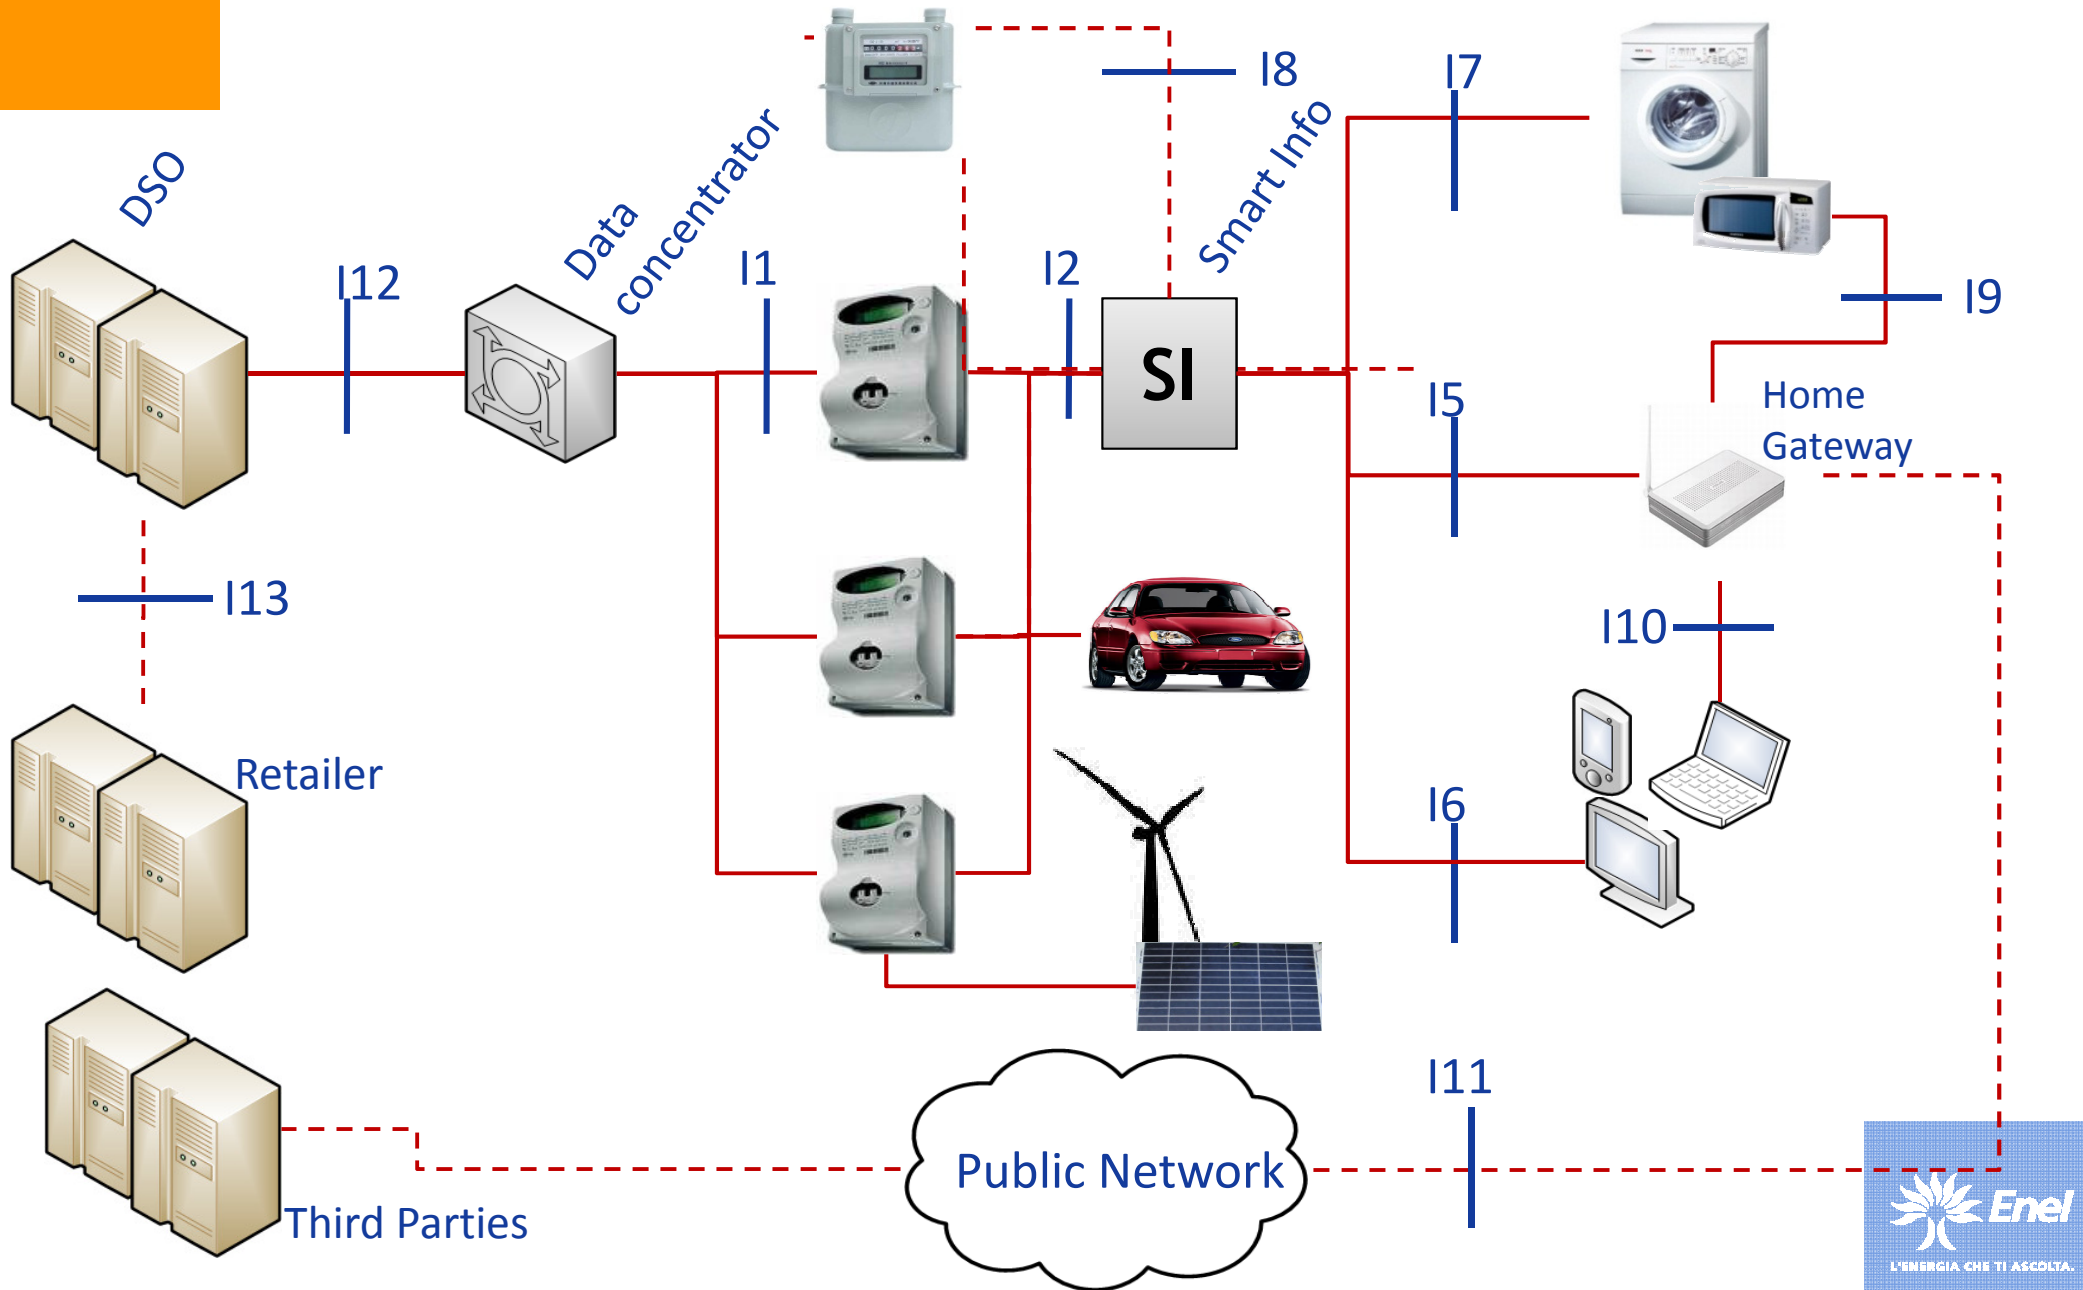 I8
I7
DSO
Data
concentrator
Smart Info
I12
I1
I2
I9
SI
Home
Gateway
I5
I13
I10
Retailer
I6
I11
Public Network
Third Parties
Enel
L'ENERGIA CHE TI ASCOLTA.